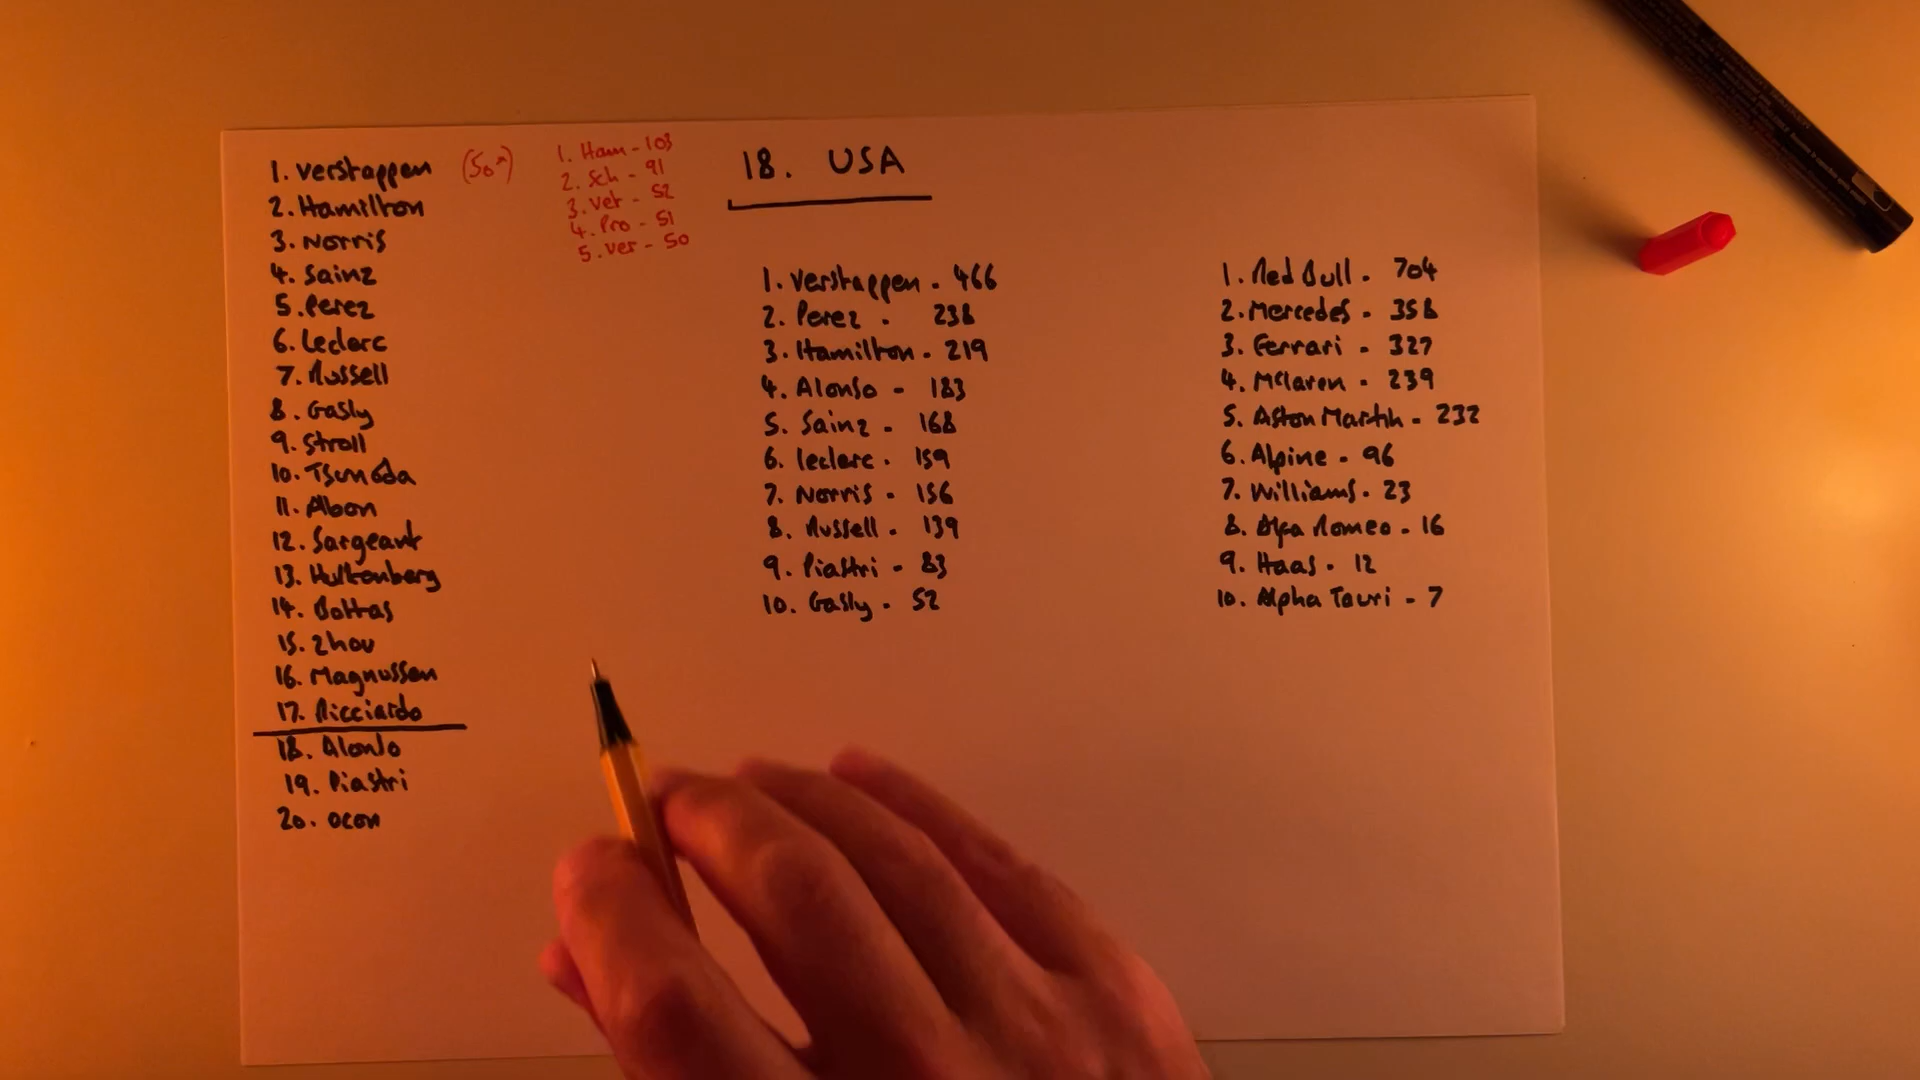 1. Verstappen (50*)
2. Hamilton
3. Norris
4. Sainz
5. Perez
6. Leclerc
7. Russell
8. Gasly
9. Stroll
10. Tsunoda
11. Albon
12. Sargeant
13. Hulkenberg
14. Bottas
15. Zhou
16. Magnussen
17. Ricciardo
18. Alonso
19. Piastri
20. Ocon
1. Ham - 103
2. Sch - 91
3. Vet - 52
4. Pro - 51
5. Ver - 50
18. USA
1. Verstappen - 466
2. Perez - 238
3. Hamilton - 219
4. Alonso - 183
5. Sainz - 168
6. Leclerc - 159
7. Norris - 156
8. Russell - 139
9. Piastri - 83
10. Gasly - 52
1. Red Bull - 704
2. Mercedes - 358
3. Ferrari - 327
4. McLaren - 239
5. Aston Martin - 232
6. Alpine - 96
7. Williams - 23
8. Alfa Romeo - 16
9. Haas - 12
10. Alpha Tauri - 7